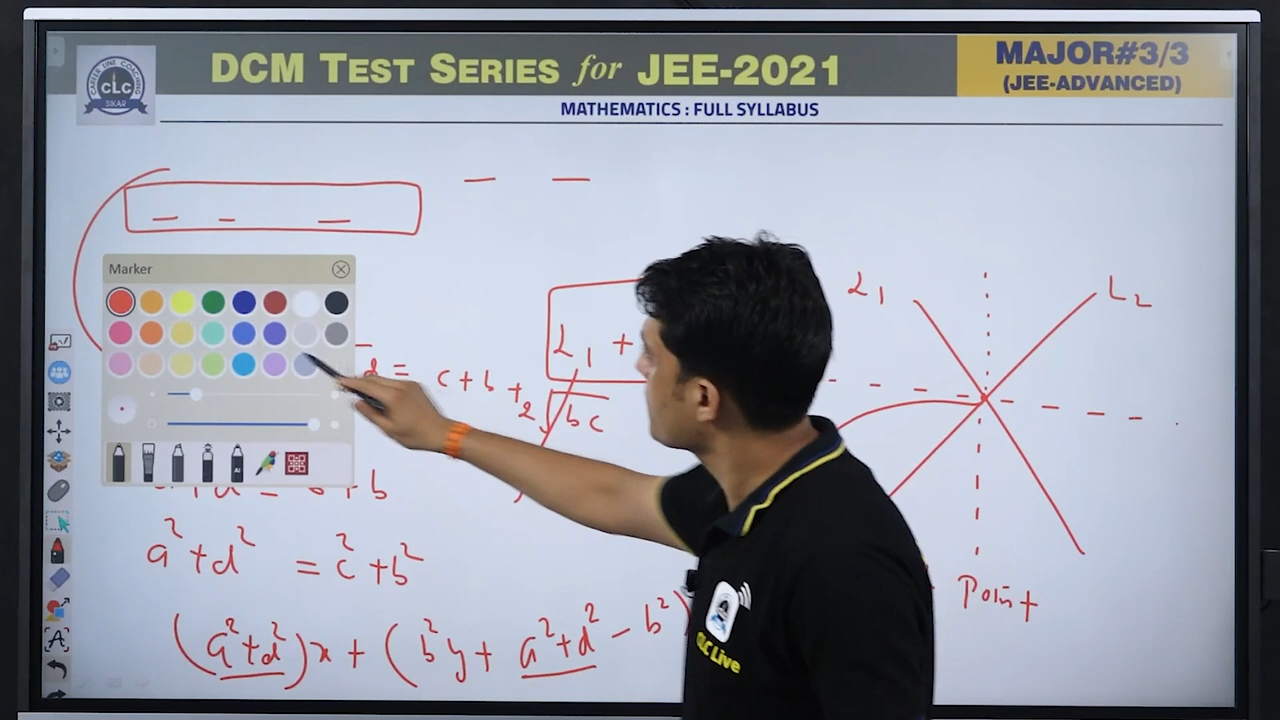 DCM TEST SERIES for JEE-2021
MAJOR#3/3
(JEE-ADVANCED)
MATHEMATICS : FULL SYLLABUS
CAREER LINE COACHING
CLC
SIKAR
Marker
L1
L2
L1 +
d = c + b + 2√bc
+ b
a² + d² = c² + b²
(a² + d²)x + (b²y + a² + d² - b²)
Point
Ai
A
CLC Live